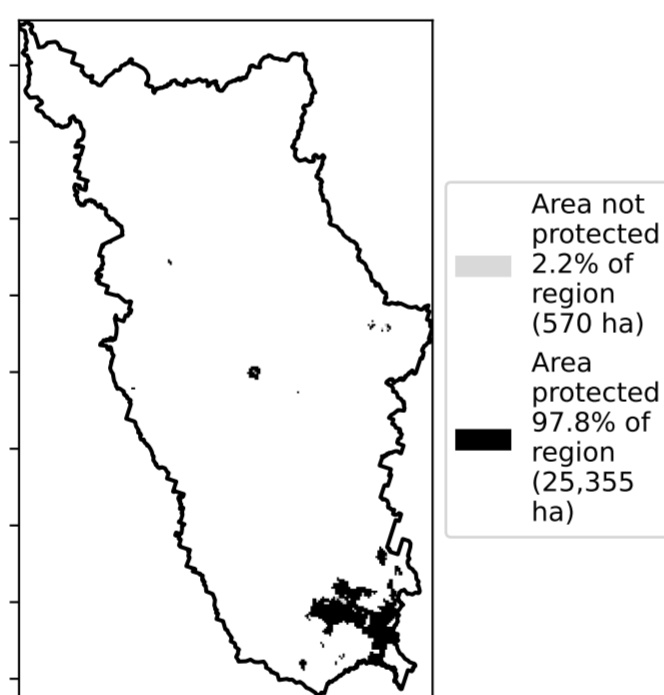 Area not
protected
2.2% of
region
(570 ha)
Area
protected
97.8% of
region
(25,355
ha)